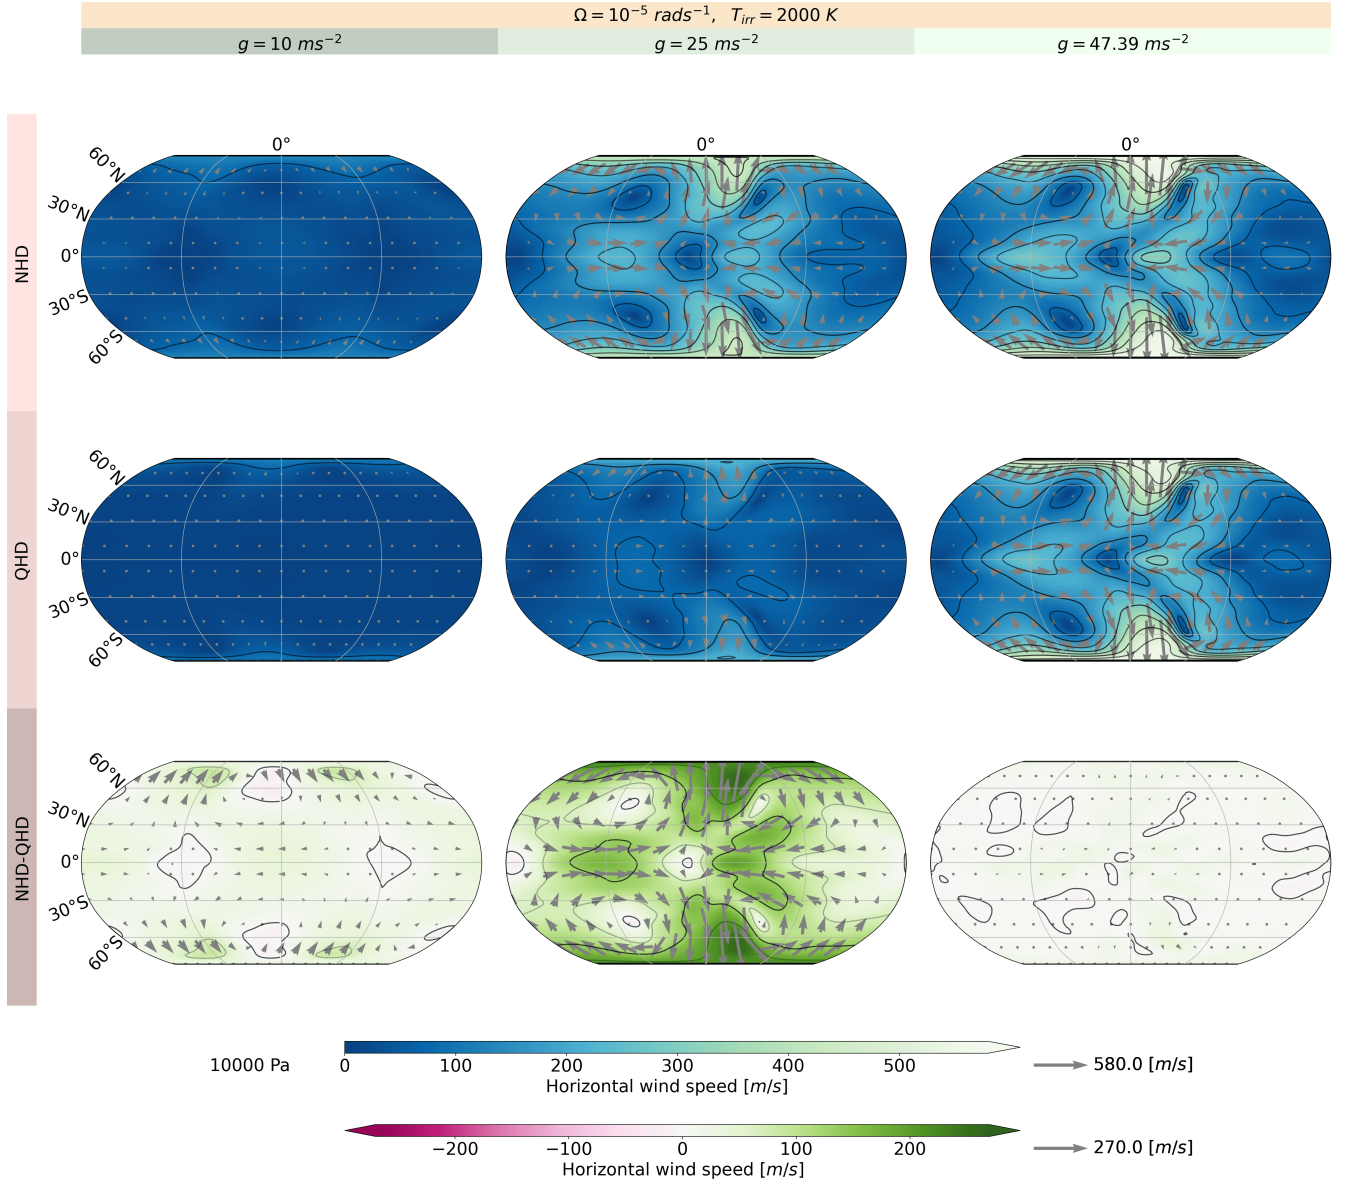 Ω = 10⁻⁵ rads⁻¹, T_irr = 2000 K
g = 10 ms⁻² g = 25 ms⁻² g = 47.39 ms⁻²
0° 0° 0°
60°N
30°N
0°
30°S
60°S
NHD
60°N
30°N
0°
30°S
60°S
QHD
60°N
30°N
0°
30°S
60°S
NHD-QHD
10000 Pa
0 100 200 300 400 500
Horizontal wind speed [m/s]
580.0 [m/s]
−200 −100 0 100 200
Horizontal wind speed [m/s]
270.0 [m/s]